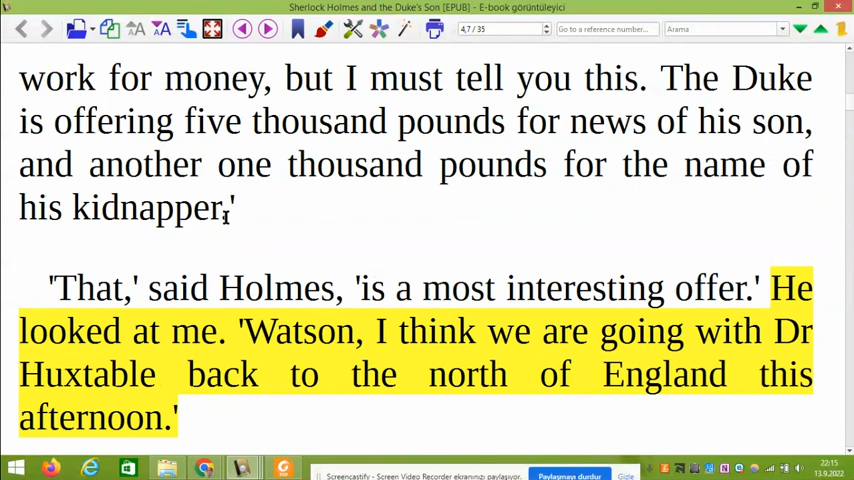 Sherlock Holmes and the Duke's Son [EPUB] - E-book görüntüleyici
4,7 / 35
Go to a reference number...
Arama
work for money, but I must tell you this. The Duke
is offering five thousand pounds for news of his son,
and another one thousand pounds for the name of
his kidnapper.'
'That,' said Holmes, 'is a most interesting offer.' He
looked at me. 'Watson, I think we are going with Dr
Huxtable back to the north of England this
afternoon.'
Screencastify - Screen Video Recorder ekranınızı paylaşıyor.
Paylaşmayı durdur
Gizle
22:15
13.9.2022